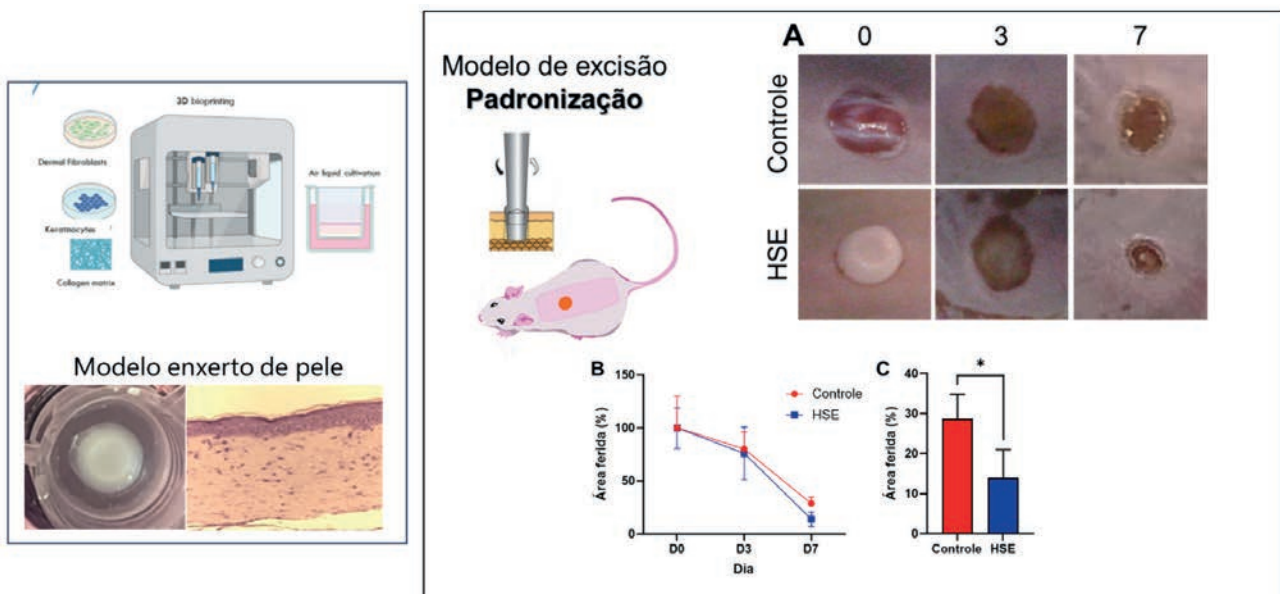 3D bioprinting
Dermal Fibroblasts
Keratinocytes
Collagen matrix
Air liquid cultivation
Modelo enxerto de pele
Modelo de excisão
Padronização
A
0 3 7
Controle
HSE
B
Área ferida (%)
150
100
50
0
D0 D3 D7
Dia
Controle
HSE
C
*
Área ferida (%)
40
30
20
10
0
Controle HSE